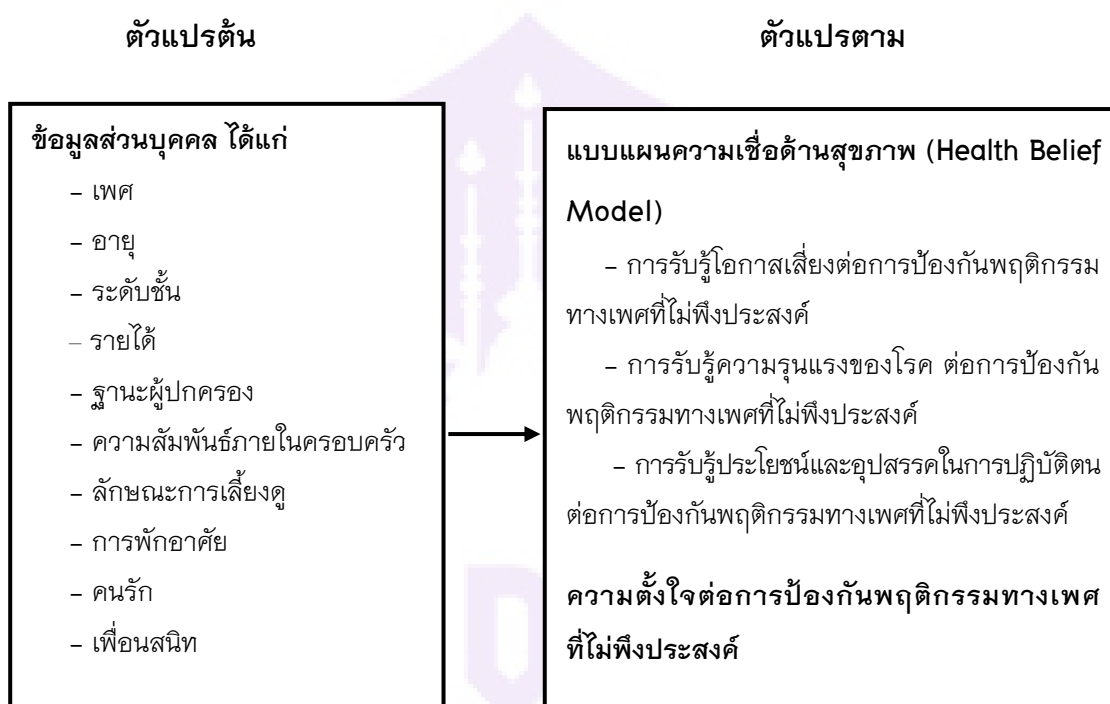 ตัวแปรต้น
ตัวแปรตาม
ข้อมูลส่วนบุคคล ได้แก่
- เพศ
- อายุ
- ระดับชั้น
- รายได้
- ฐานะผู้ปกครอง
- ความสัมพันธ์ภายในครอบครัว
- ลักษณะการเลี้ยงดู
- การพักอาศัย
- คนรัก
- เพื่อนสนิท
แบบแผนความเชื่อด้านสุขภาพ (Health Belief
Model)
- การรับรู้โอกาสเสี่ยงต่อการป้องกันพฤติกรรม
ทางเพศที่ไม่พึงประสงค์
- การรับรู้ความรุนแรงของโรค ต่อการป้องกัน
พฤติกรรมทางเพศที่ไม่พึงประสงค์
- การรับรู้ประโยชน์และอุปสรรคในการปฏิบัติตน
ต่อการป้องกันพฤติกรรมทางเพศที่ไม่พึงประสงค์
ความตั้งใจต่อการป้องกันพฤติกรรมทางเพศ
ที่ไม่พึงประสงค์